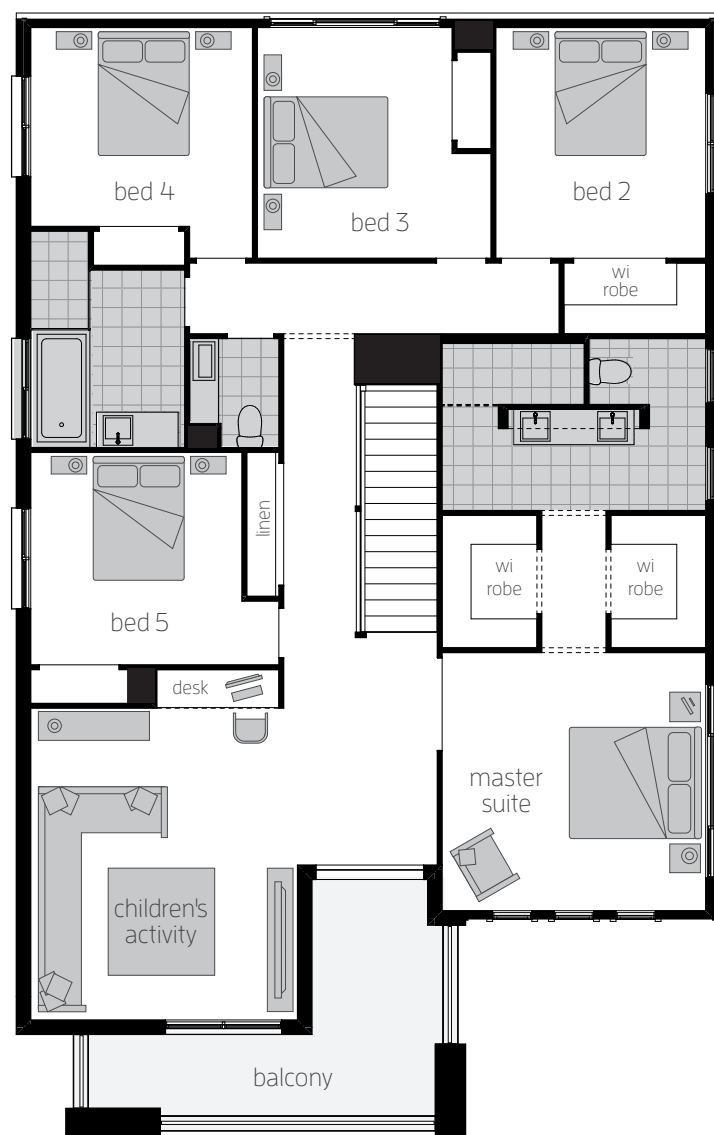 bed 4
bed 3
bed 2
wi
robe
linen
wi
robe
wi
robe
bed 5
desk
master
suite
children's
activity
balcony